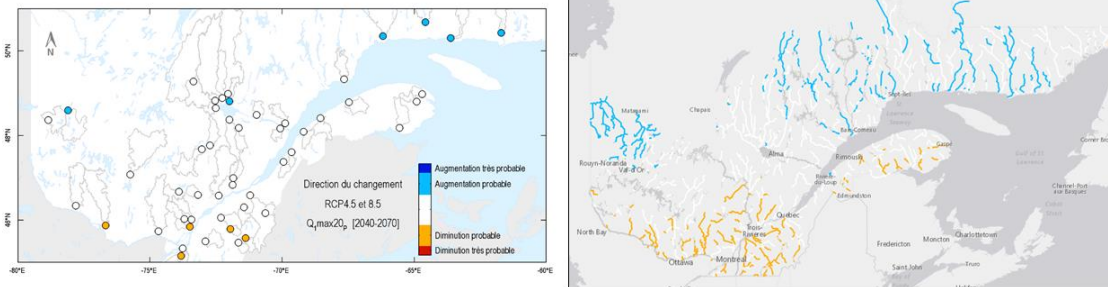 50°N
48°N
46°N
-80°E
-75°E
-70°E
-65°E
-60°E
N
Direction du changement
RCP4.5 et 8.5
Q1max20p [2040-2070]
Augmentation très probable
Augmentation probable
Diminution probable
Diminution très probable
Matagami
Chapais
Sept-Îles
Baie-Comeau
Rouyn-Noranda
Val-d'Or
Alma
Rimouski
Gaspé
Gulf of St
Lawrence
Rivière-
du-Loup
Edmundston
Channel-Port
aux Basques
Québec
Trois-
Rivières
North Bay
Ottawa
Montreal
Fredericton
Moncton
Charlottetown
Saint John
Truro